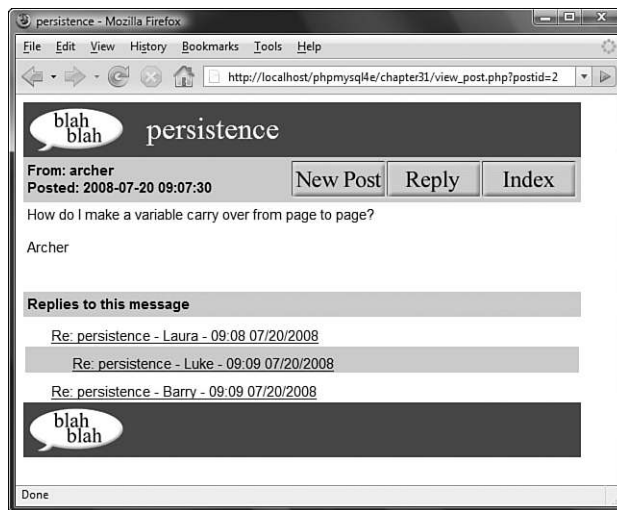 persistence - Mozilla Firefox
File Edit View History Bookmarks Tools Help
http://localhost/phpmysql4e/chapter31/view_post.php?postid=2
blah
blah
persistence
From: archer
Posted: 2008-07-20 09:07:30
New Post Reply Index
How do I make a variable carry over from page to page?
Archer
Replies to this message
Re: persistence - Laura - 09:08 07/20/2008
Re: persistence - Luke - 09:09 07/20/2008
Re: persistence - Barry - 09:09 07/20/2008
blah
blah
Done